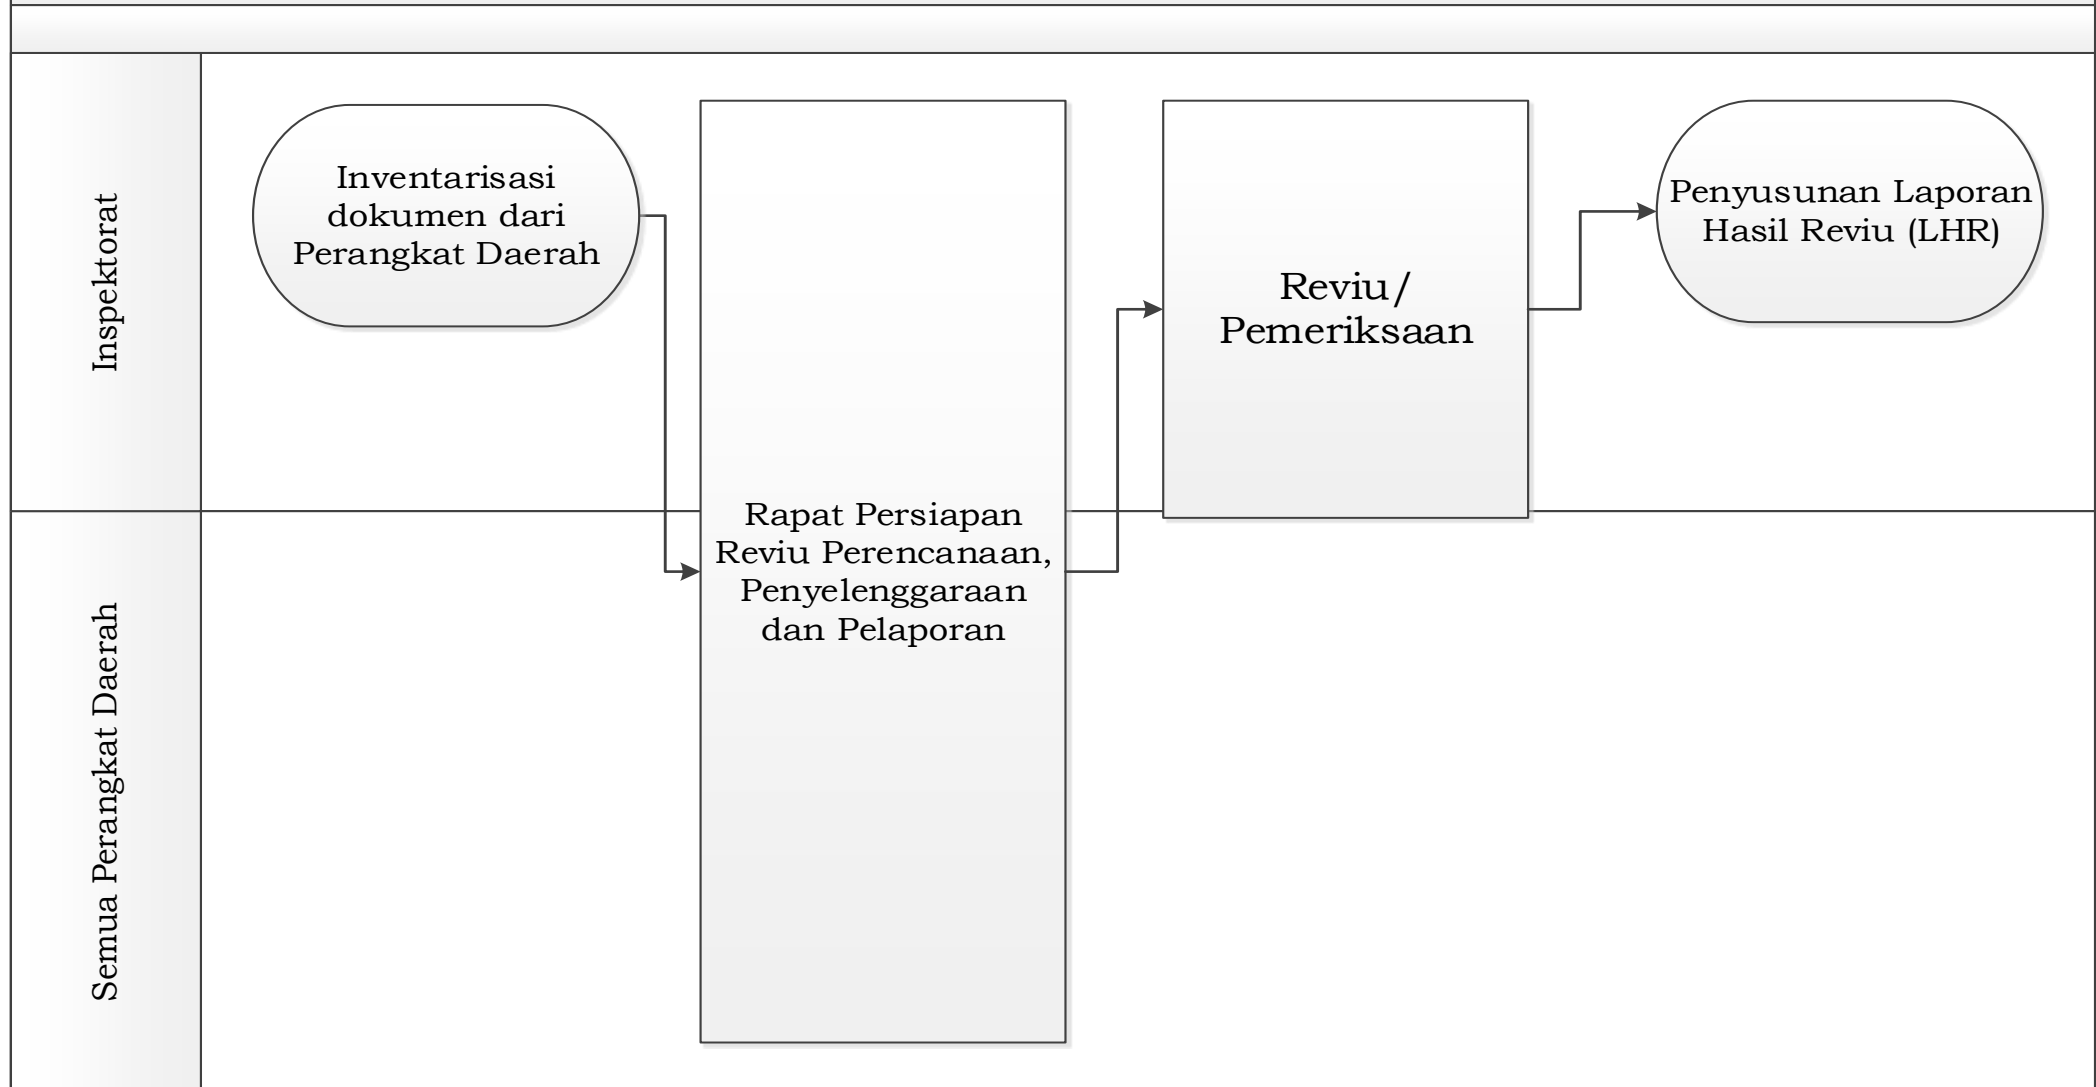 Inspektorat
Inventarisasi
dokumen dari
Perangkat Daerah
Reviu/
Pemeriksaan
Penyusunan Laporan
Hasil Reviu (LHR)
Semua Perangkat Daerah
Rapat Persiapan
Reviu Perencanaan,
Penyelenggaraan
dan Pelaporan